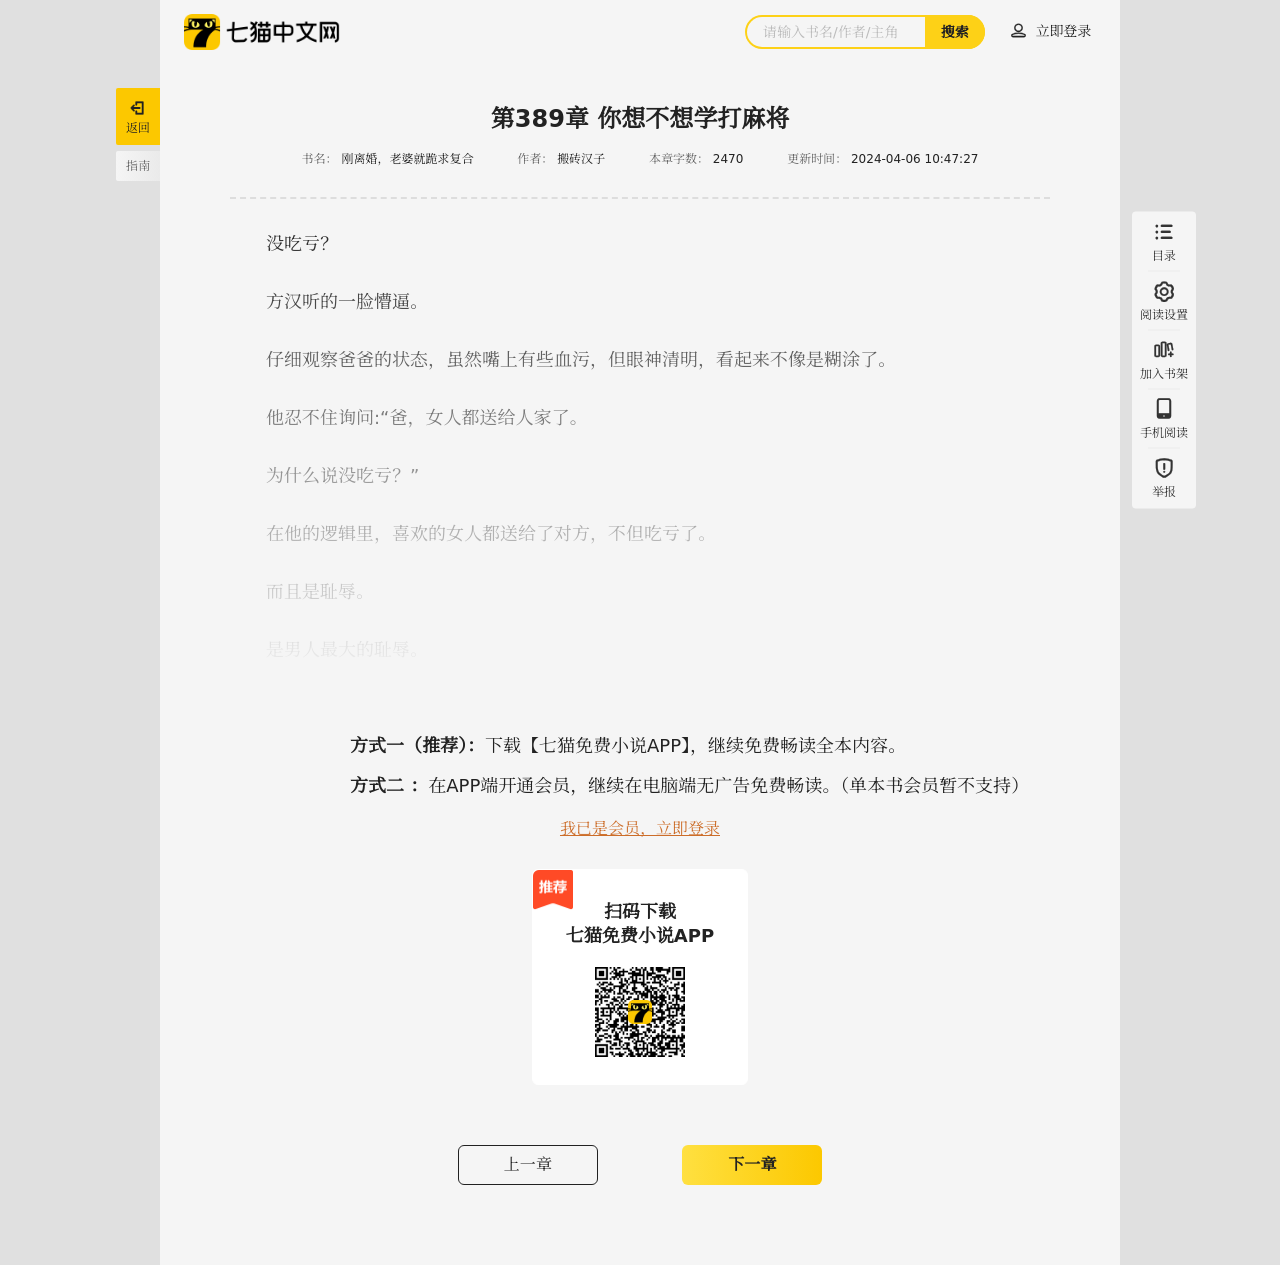 七猫中文网
请输入书名/作者/主角
搜索
立即登录
返回
指南
第389章 你想不想学打麻将
书名： 刚离婚，老婆就跪求复合 作者： 搬砖汉子 本章字数： 2470 更新时间： 2024-04-06 10:47:27
没吃亏？
方汉听的一脸懵逼。
仔细观察爸爸的状态，虽然嘴上有些血污，但眼神清明，看起来不像是糊涂了。
他忍不住询问:“爸，女人都送给人家了。
为什么说没吃亏？”
在他的逻辑里，喜欢的女人都送给了对方，不但吃亏了。
而且是耻辱。
是男人最大的耻辱。
目录
阅读设置
加入书架
手机阅读
举报
方式一（推荐）：下载【七猫免费小说APP】，继续免费畅读全本内容。
方式二 ：在APP端开通会员，继续在电脑端无广告免费畅读。（单本书会员暂不支持）
我已是会员，立即登录
推荐
扫码下载
七猫免费小说APP
上一章
下一章